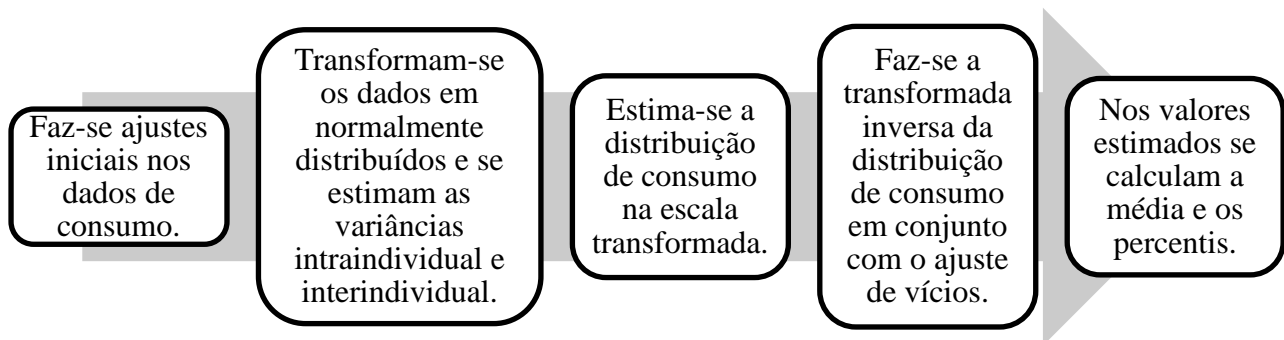 Faz-se ajustes
iniciais nos
dados de
consumo.
Transformam-se
os dados em
normalmente
distribuídos e se
estimam as
variâncias
intraindividual e
interindividual.
Estima-se a
distribuição
de consumo
na escala
transformada.
Faz-se a
transformada
inversa da
distribuição
de consumo
em conjunto
com o ajuste
de vícios.
Nos valores
estimados se
calculam a
média e os
percentis.